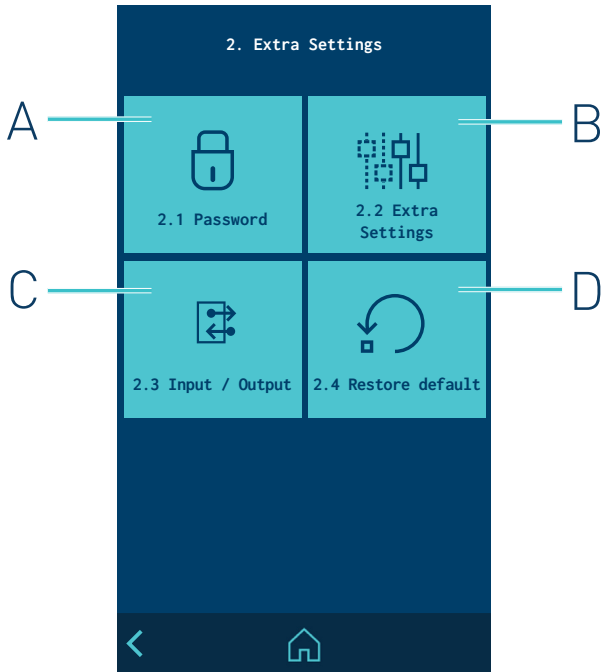 2. Extra Settings
A
B
2.1 Password
2.2 Extra
Settings
C
D
2.3 Input / Output
2.4 Restore default